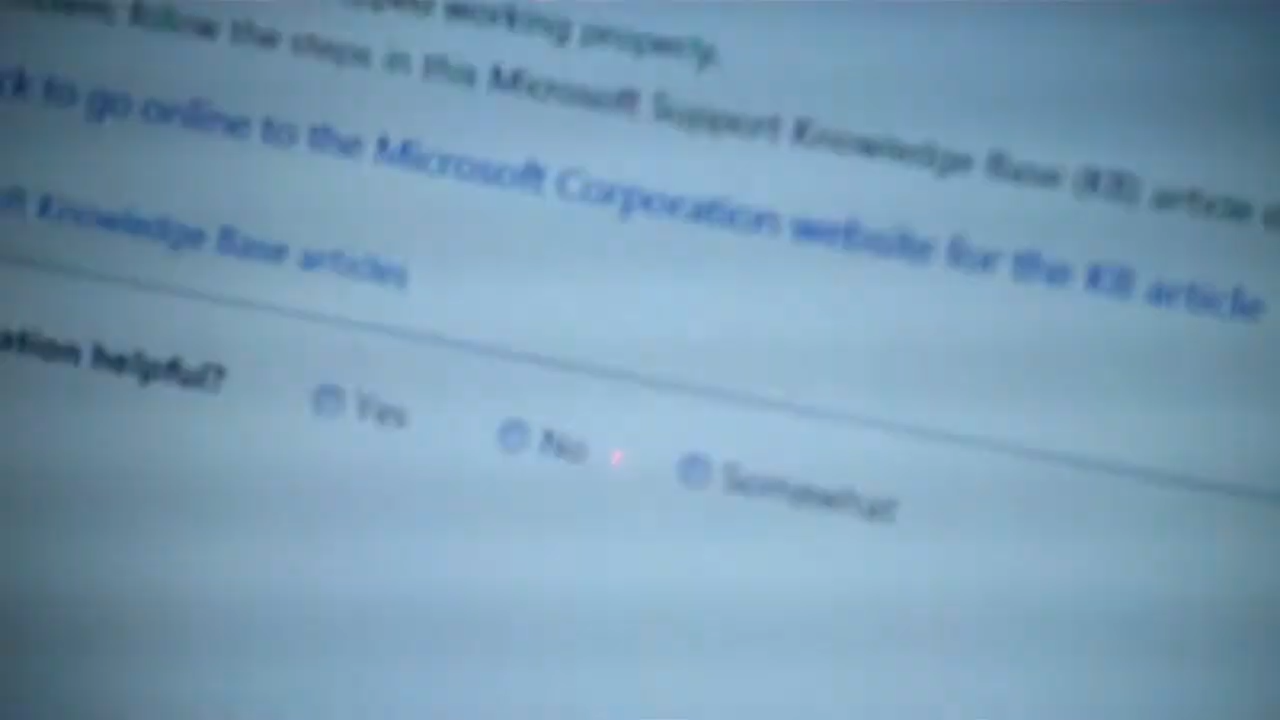 working properly.
follow the steps in this Microsoft Support Knowledge Base (KB) article
to go online to the Microsoft Corporation website for the KB article
Knowledge Base articles
helpful? Yes No Somewhat